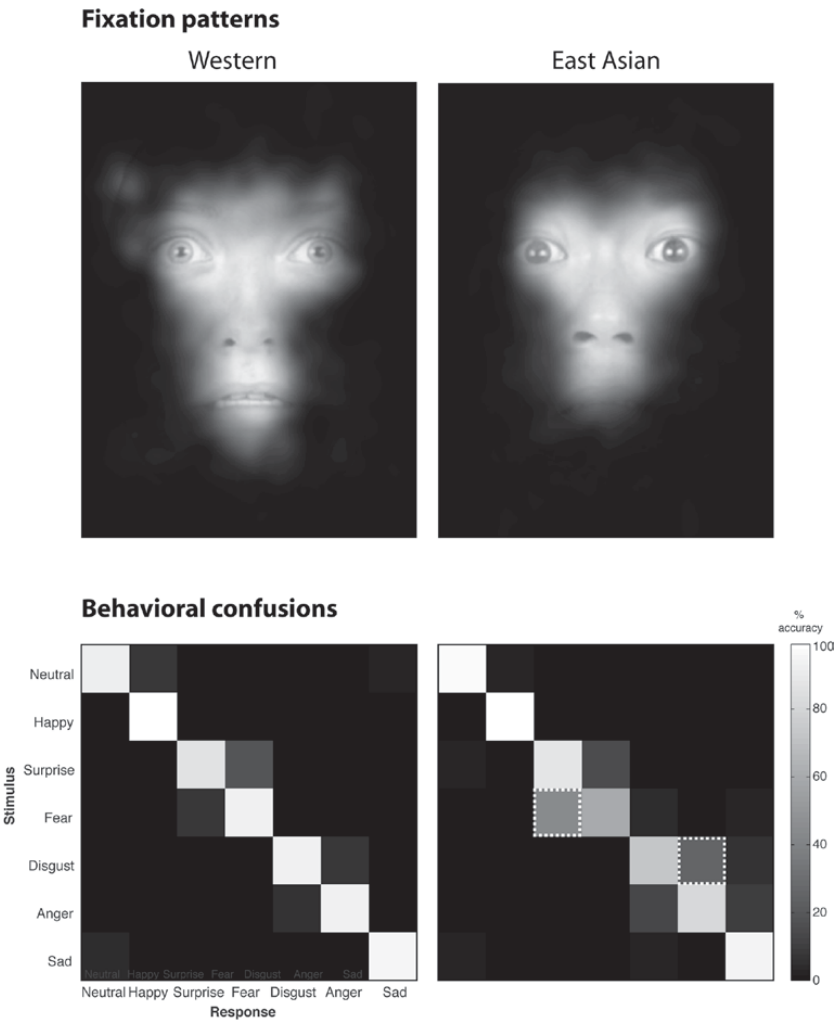 Fixation patterns
Western
East Asian
Behavioral confusions
%
accuracy
100
80
60
40
20
0
Stimulus
Neutral
Happy
Surprise
Fear
Disgust
Anger
Sad
Neutral Happy Surprise Fear Disgust Anger Sad
Neutral Happy Surprise Fear Disgust Anger Sad
Response